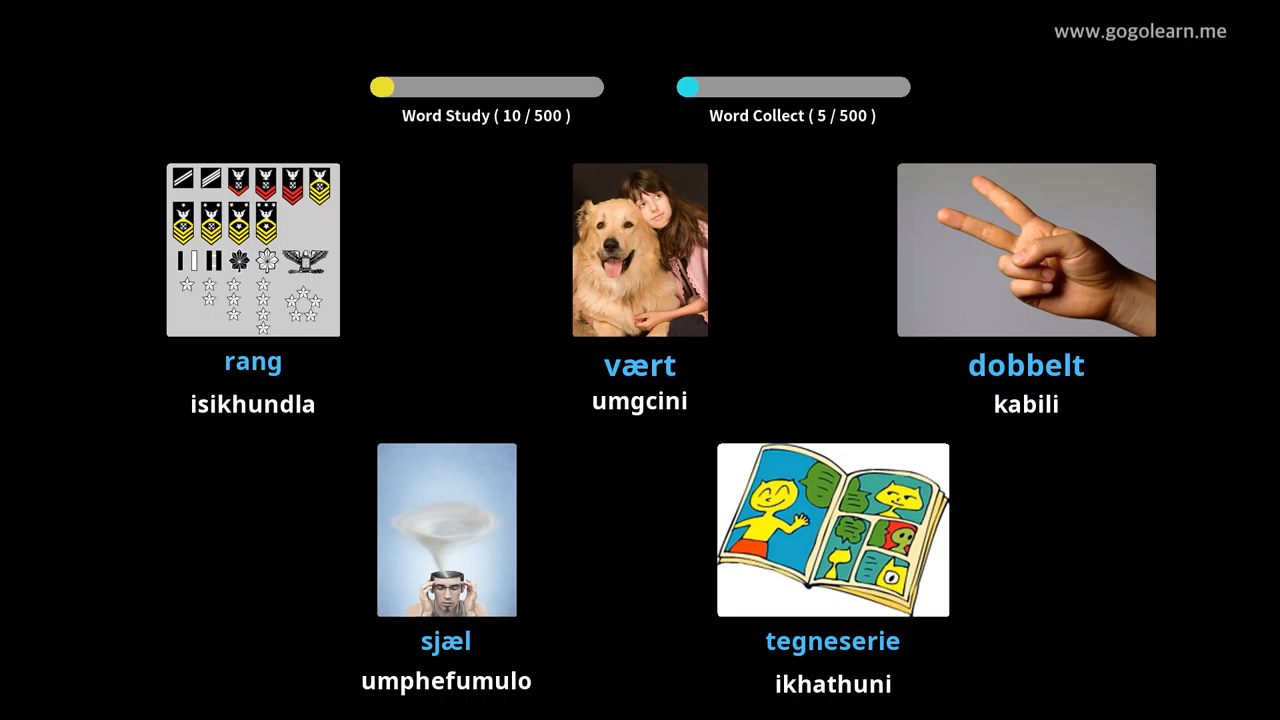 www.gogolearn.me
Word Study ( 10 / 500 )
Word Collect ( 5 / 500 )
rang
isikhundla
vært
umgcini
dobbelt
kabili
sjæl
umphefumulo
tegneserie
ikhathuni